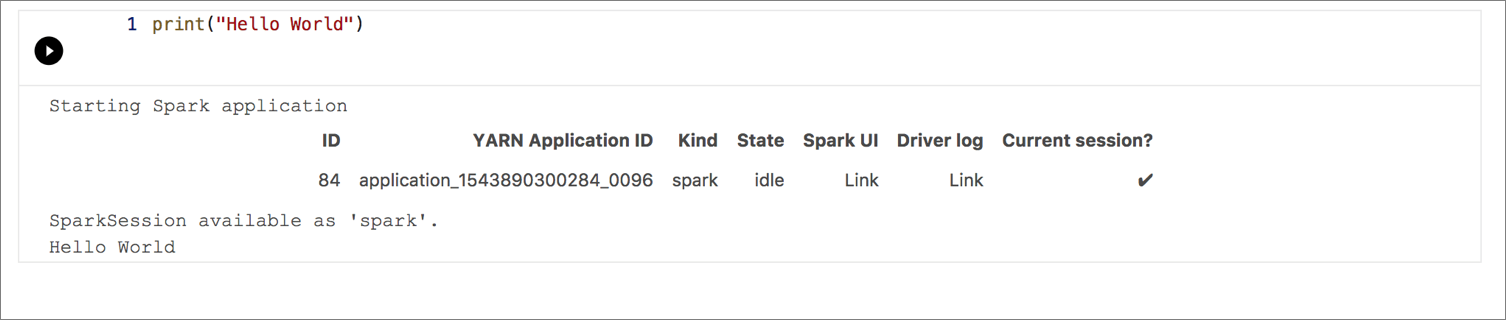 1 print("Hello World")
Starting Spark application
ID YARN Application ID Kind State Spark UI Driver log Current session?
84 application_1543890300284_0096 spark idle Link Link ✔
SparkSession available as 'spark'.
Hello World